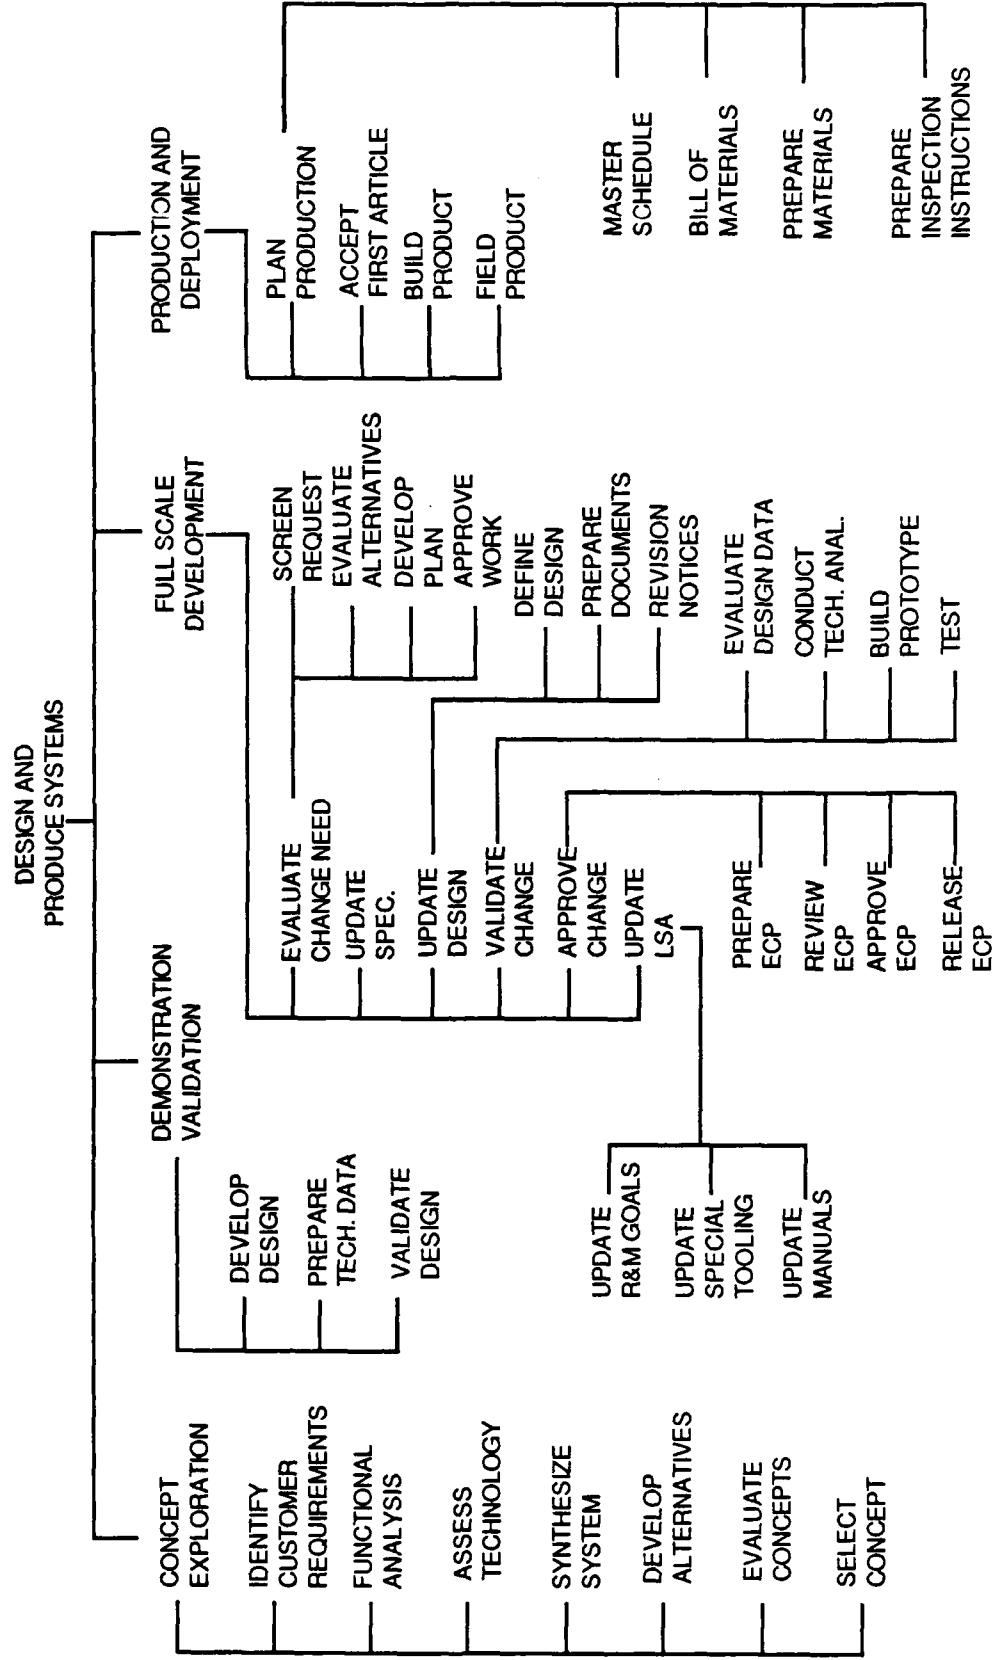 DESIGN AND
PRODUCE SYSTEMS
CONCEPT
EXPLORATION
IDENTIFY
CUSTOMER
REQUIREMENTS
FUNCTIONAL
ANALYSIS
ASSESS
TECHNOLOGY
SYNTHESIZE
SYSTEM
DEVELOP
ALTERNATIVES
EVALUATE
CONCEPTS
SELECT
CONCEPT
DEMONSTRATION
VALIDATION
DEVELOP
DESIGN
PREPARE
TECH. DATA
VALIDATE
DESIGN
FULL SCALE
DEVELOPMENT
EVALUATE
CHANGE NEED
UPDATE
SPEC.
UPDATE
DESIGN
VALIDATE
CHANGE
APPROVE
CHANGE
UPDATE
LSA
SCREEN
REQUEST
EVALUATE
ALTERNATIVES
DEVELOP
PLAN
APPROVE
WORK
DEFINE
DESIGN
PREPARE
DOCUMENTS
REVISION
NOTICES
EVALUATE
DESIGN DATA
CONDUCT
TECH. ANAL.
BUILD
PROTOTYPE
TEST
PREPARE
ECP
REVIEW
ECP
APPROVE
ECP
RELEASE
ECP
UPDATE
R&M GOALS
UPDATE
SPECIAL
TOOLING
UPDATE
MANUALS
PRODUCTION AND
DEPLOYMENT
PLAN
PRODUCTION
ACCEPT
FIRST ARTICLE
BUILD
PRODUCT
FIELD
PRODUCT
MASTER
SCHEDULE
BILL OF
MATERIALS
PREPARE
MATERIALS
PREPARE
INSPECTION
INSTRUCTIONS